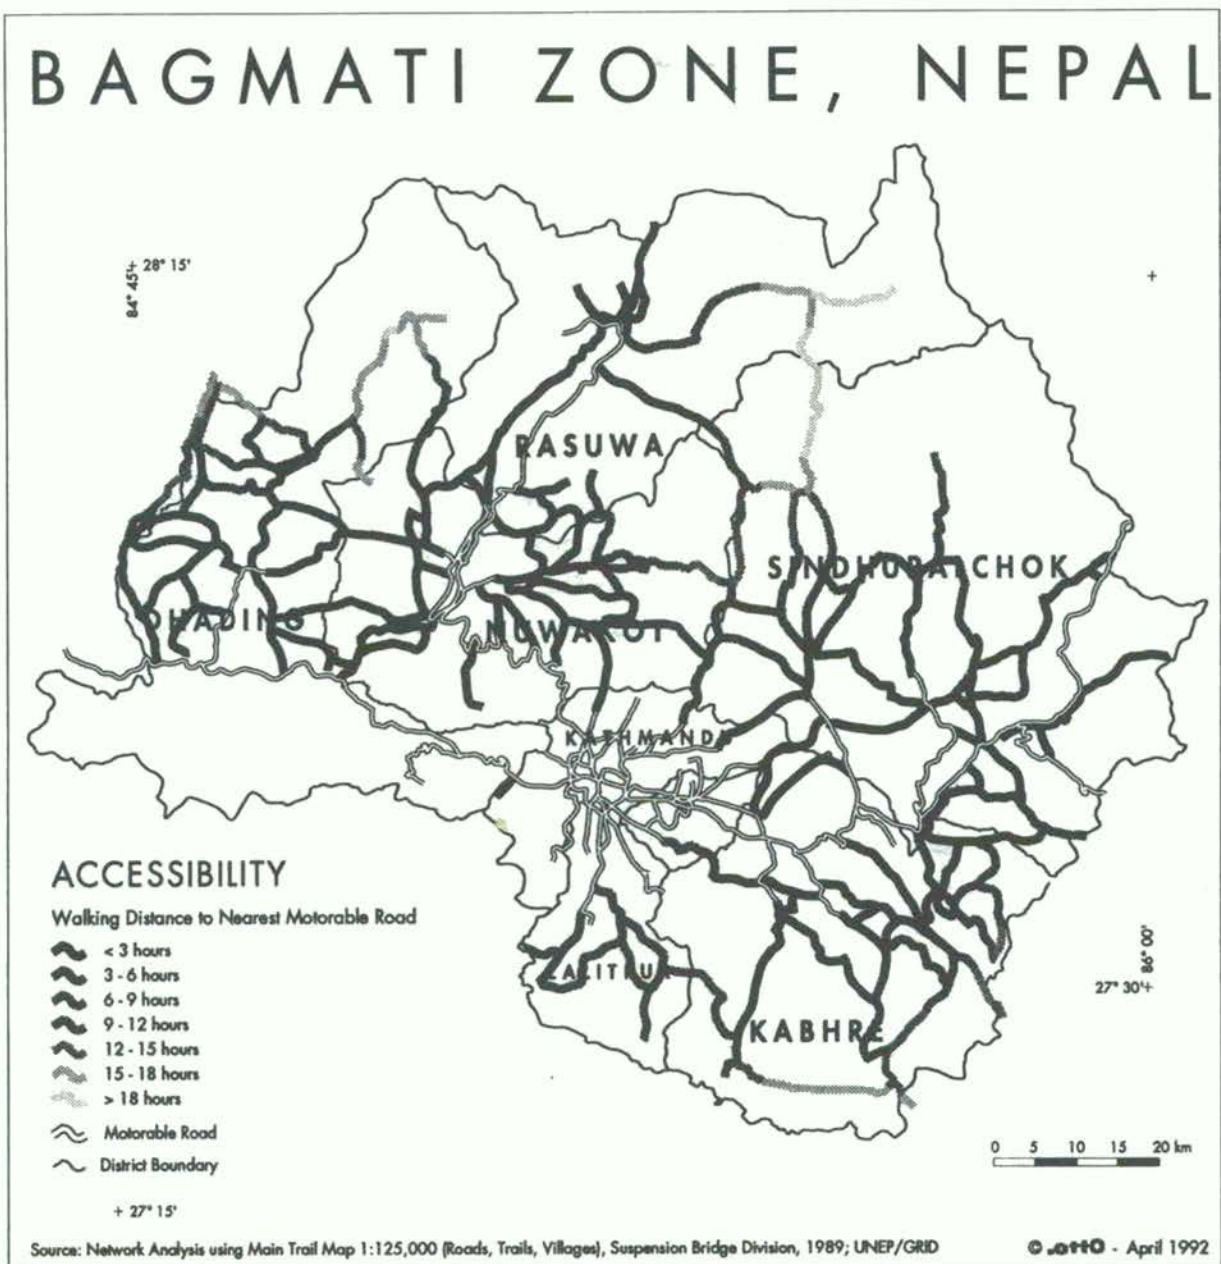 BAGMATI ZONE, NEPAL
84° 45'
28° 15'
RASUWA
SINDHUPALCHOK
DHADING
NUWAKOT
KATHMANDU
LALITPUR
KABHRE
ACCESSIBILITY
Walking Distance to Nearest Motorable Road
< 3 hours
3 - 6 hours
6 - 9 hours
9 - 12 hours
12 - 15 hours
15 - 18 hours
> 18 hours
Motorable Road
District Boundary
86° 00'
27° 30'
0 5 10 15 20 km
+ 27° 15'
Source: Network Analysis using Main Trail Map 1:125,000 (Roads, Trails, Villages), Suspension Bridge Division, 1989; UNEP/GRID
© .otto - April 1992